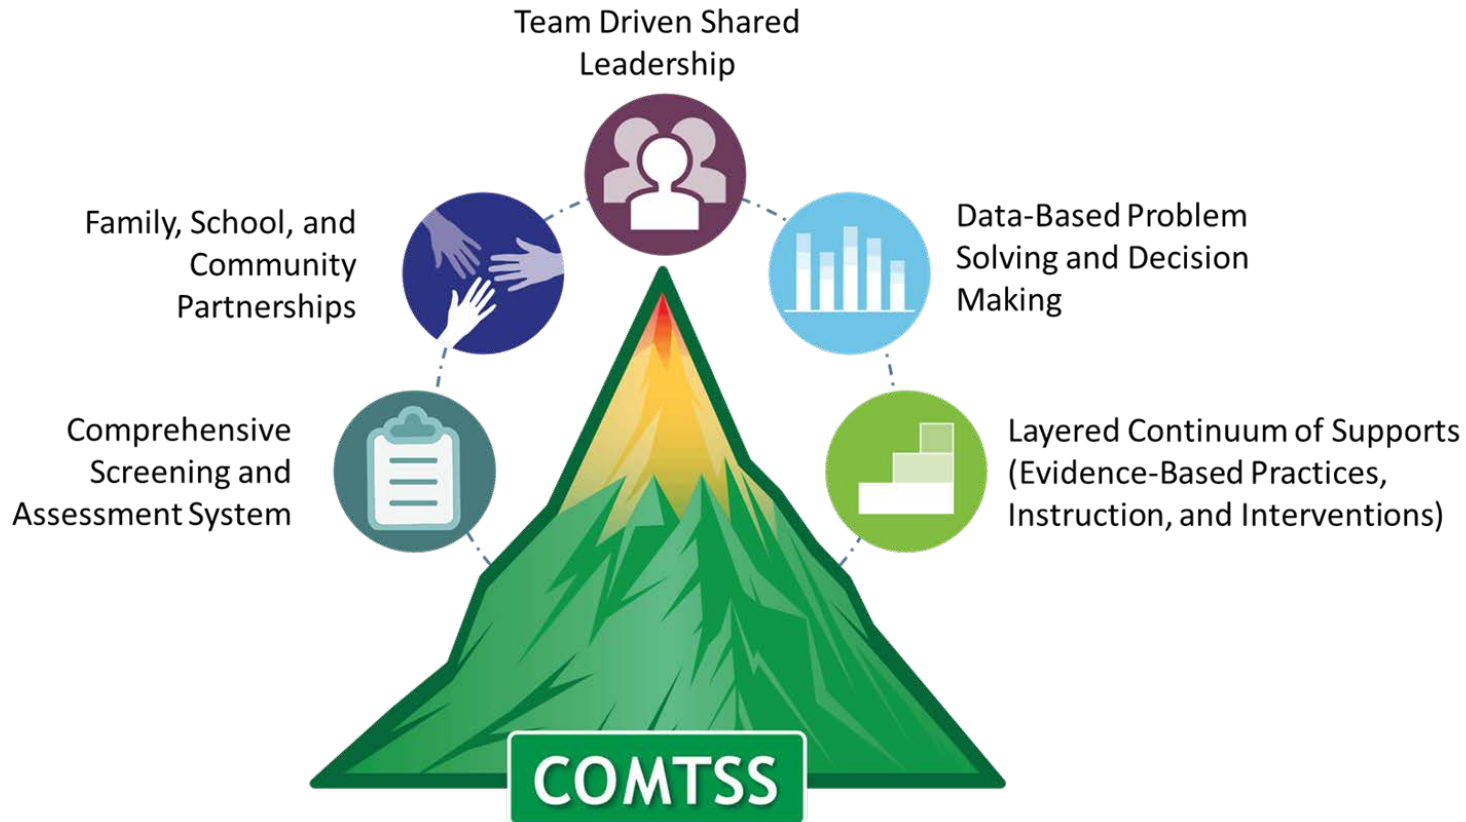 Team Driven Shared
Leadership
Family, School, and
Community
Partnerships
Data-Based Problem
Solving and Decision
Making
Comprehensive
Screening and
Assessment System
Layered Continuum of Supports
(Evidence-Based Practices,
Instruction, and Interventions)
COMTSS